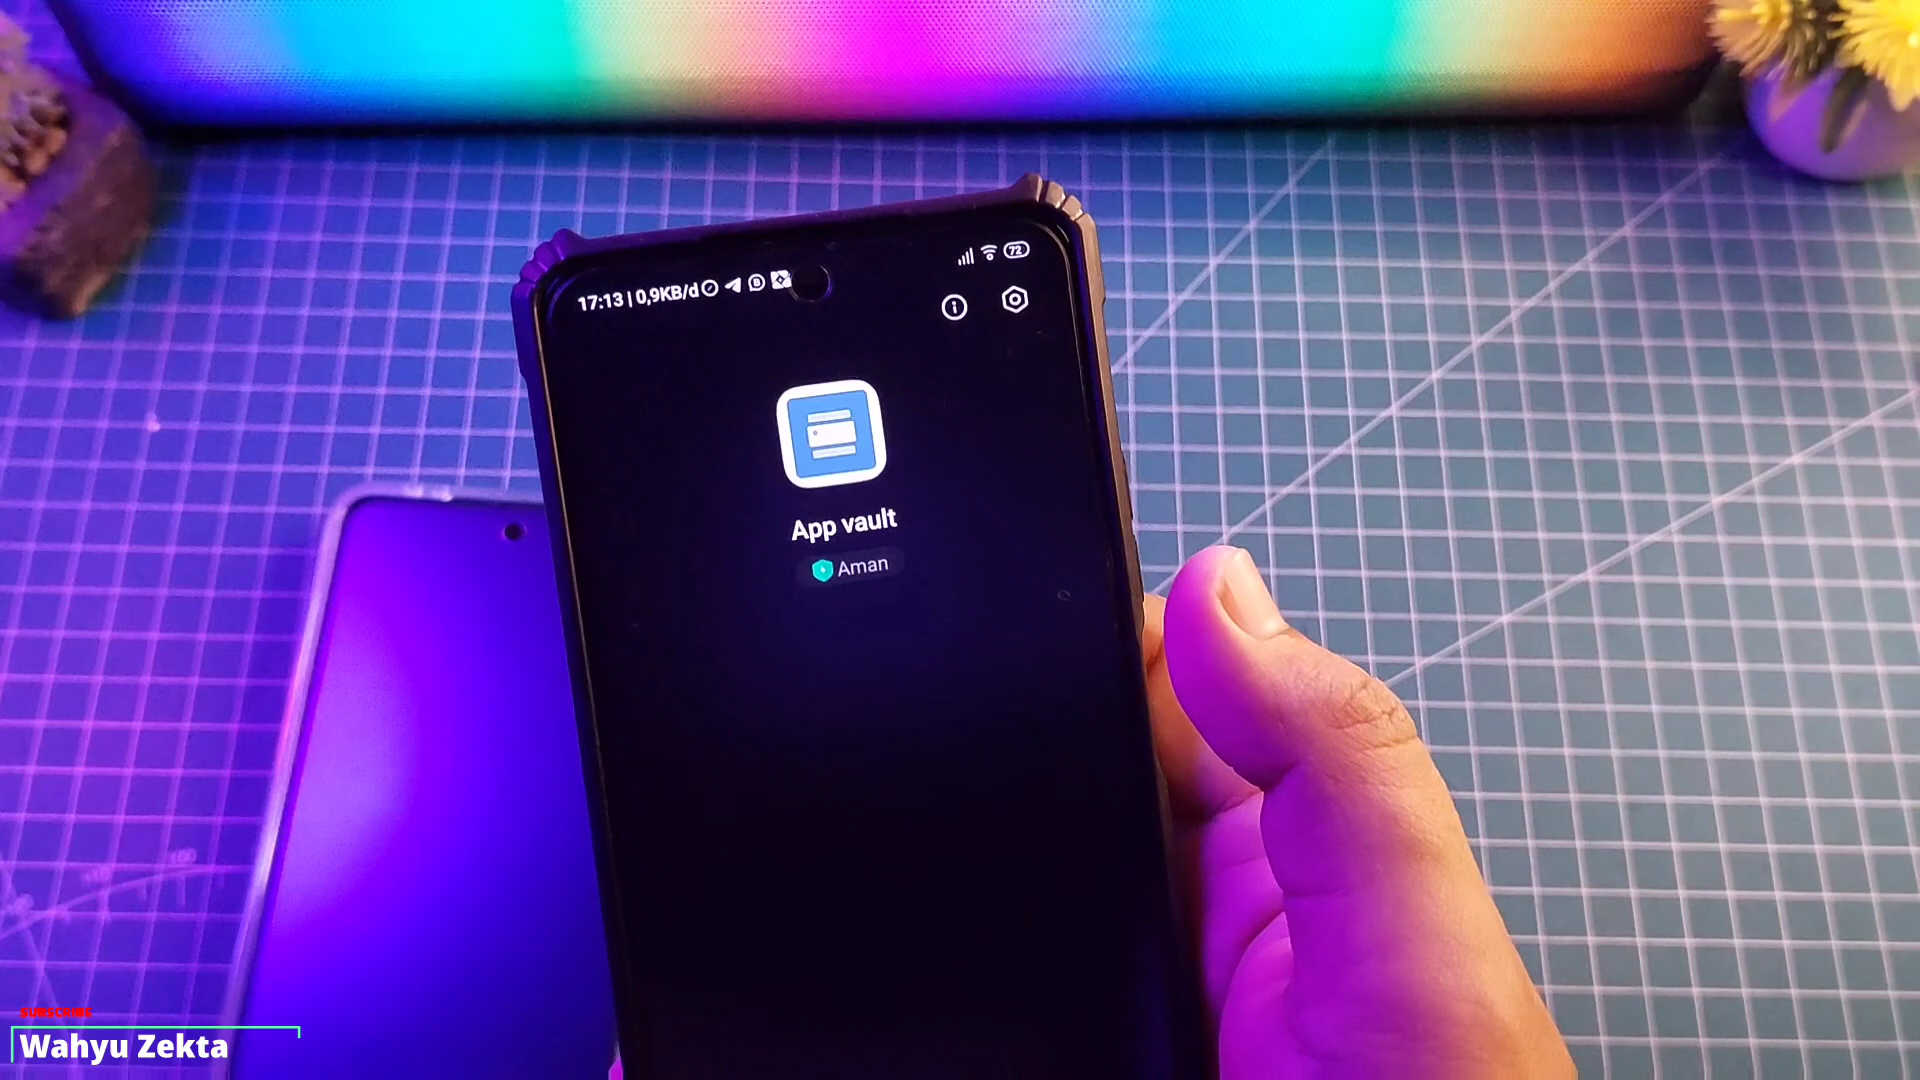 17:13 | 0,9KB/d
72
App vault
Aman
SUBSCRIBE
Wahyu Zekta